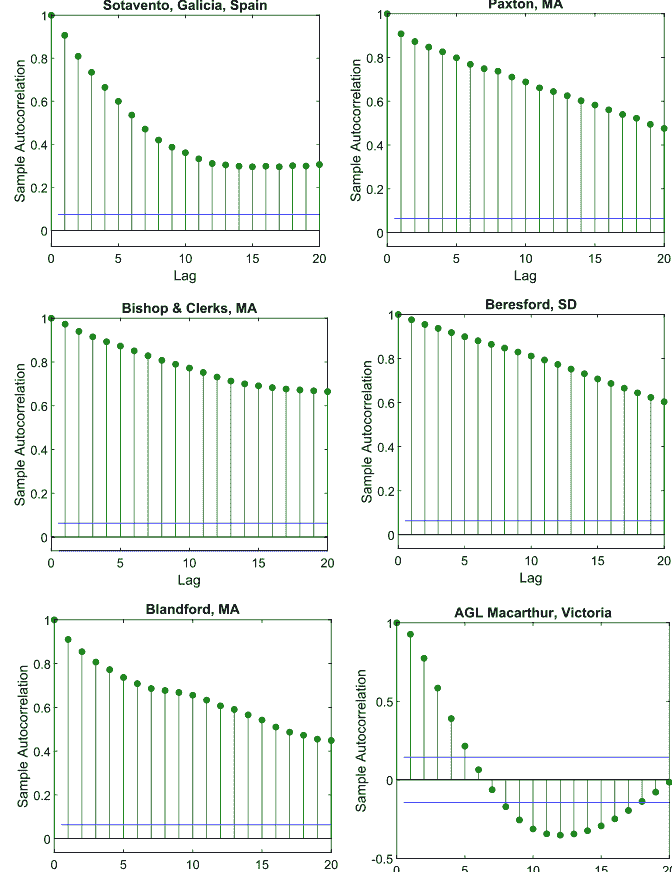 Sotavento, Galicia, Spain
1
0.8
0.6
0.4
0.2
0
Sample Autocorrelation
0 5 10 15 20
Lag
Paxton, MA
1
0.8
0.6
0.4
0.2
0
Sample Autocorrelation
0 5 10 15 20
Lag
Bishop & Clerks, MA
1
0.8
0.6
0.4
0.2
0
Sample Autocorrelation
0 5 10 15 20
Lag
Beresford, SD
1
0.8
0.6
0.4
0.2
0
Sample Autocorrelation
0 5 10 15 20
Lag
Blandford, MA
1
0.8
0.6
0.4
0.2
0
Sample Autocorrelation
0 5 10 15 20
AGL Macarthur, Victoria
1
0.5
0
-0.5
Sample Autocorrelation
0 5 10 15 20